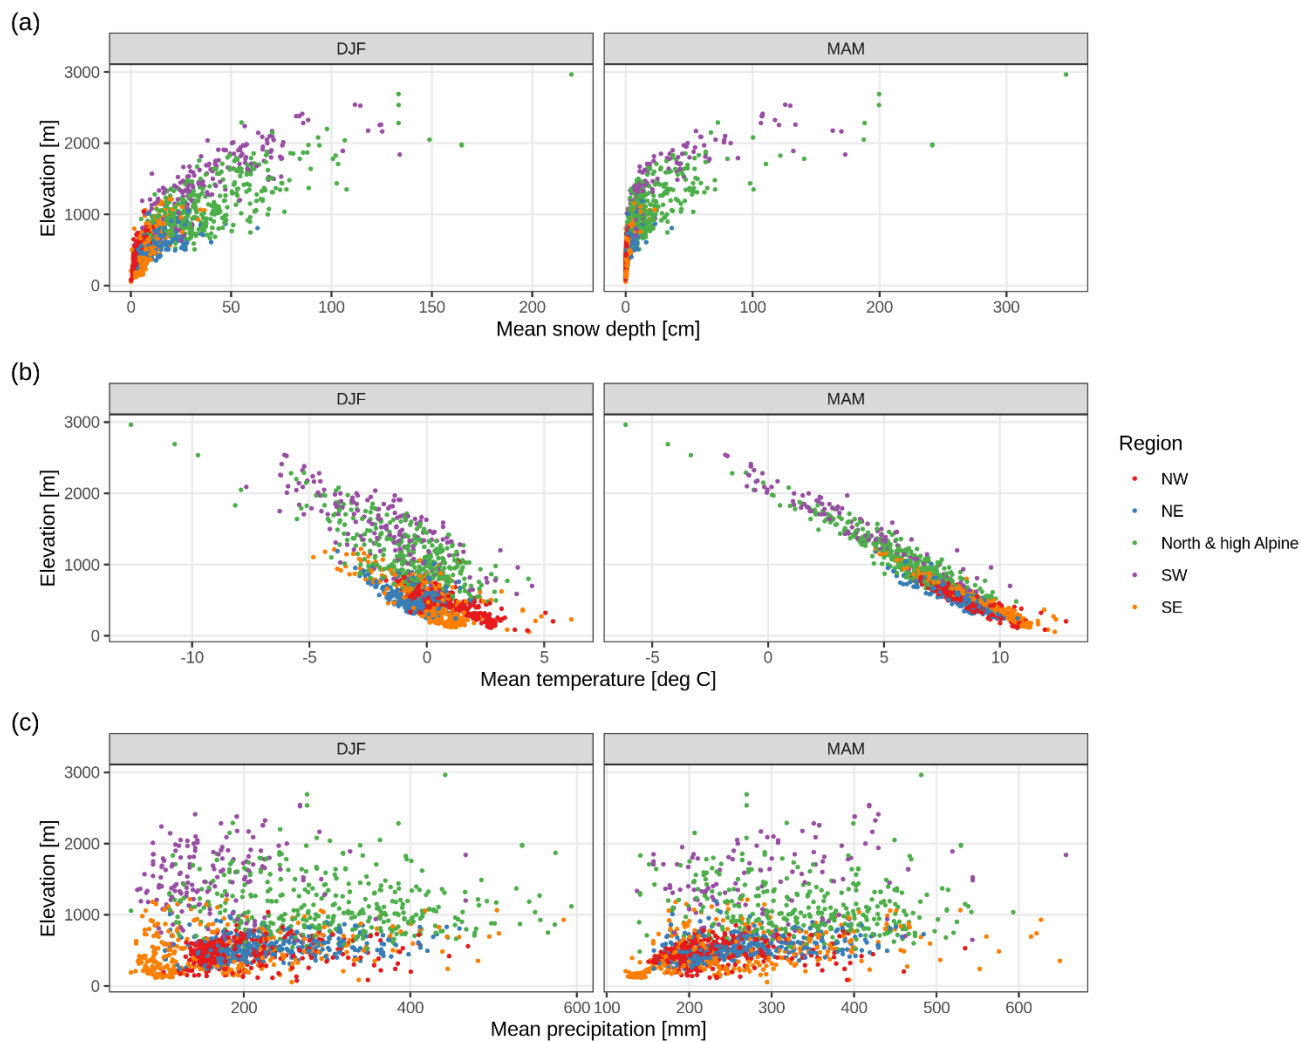 (a)
DJF
MAM
Elevation [m]
3000
2000
1000
0
0 50 100 150 200
0 100 200 300
Mean snow depth [cm]
(b)
DJF
MAM
Elevation [m]
3000
2000
1000
0
-10 -5 0 5
-5 0 5 10
Mean temperature [deg C]
Region
NW
NE
North & high Alpine
SW
SE
(c)
DJF
MAM
Elevation [m]
3000
2000
1000
0
200 400 600
100 200 300 400 500 600
Mean precipitation [mm]